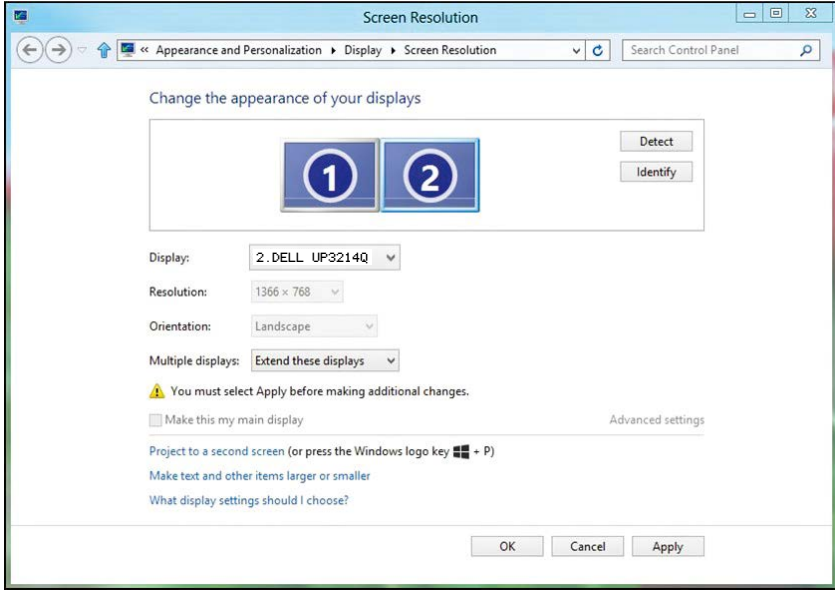 Screen Resolution
« Appearance and Personalization ▸ Display ▸ Screen Resolution
Search Control Panel
Change the appearance of your displays
1 2
Detect
Identify
Display: 2.DELL UP3214Q
Resolution: 1366 × 768
Orientation: Landscape
Multiple displays: Extend these displays
You must select Apply before making additional changes.
Make this my main display Advanced settings
Project to a second screen (or press the Windows logo key + P)
Make text and other items larger or smaller
What display settings should I choose?
OK Cancel Apply